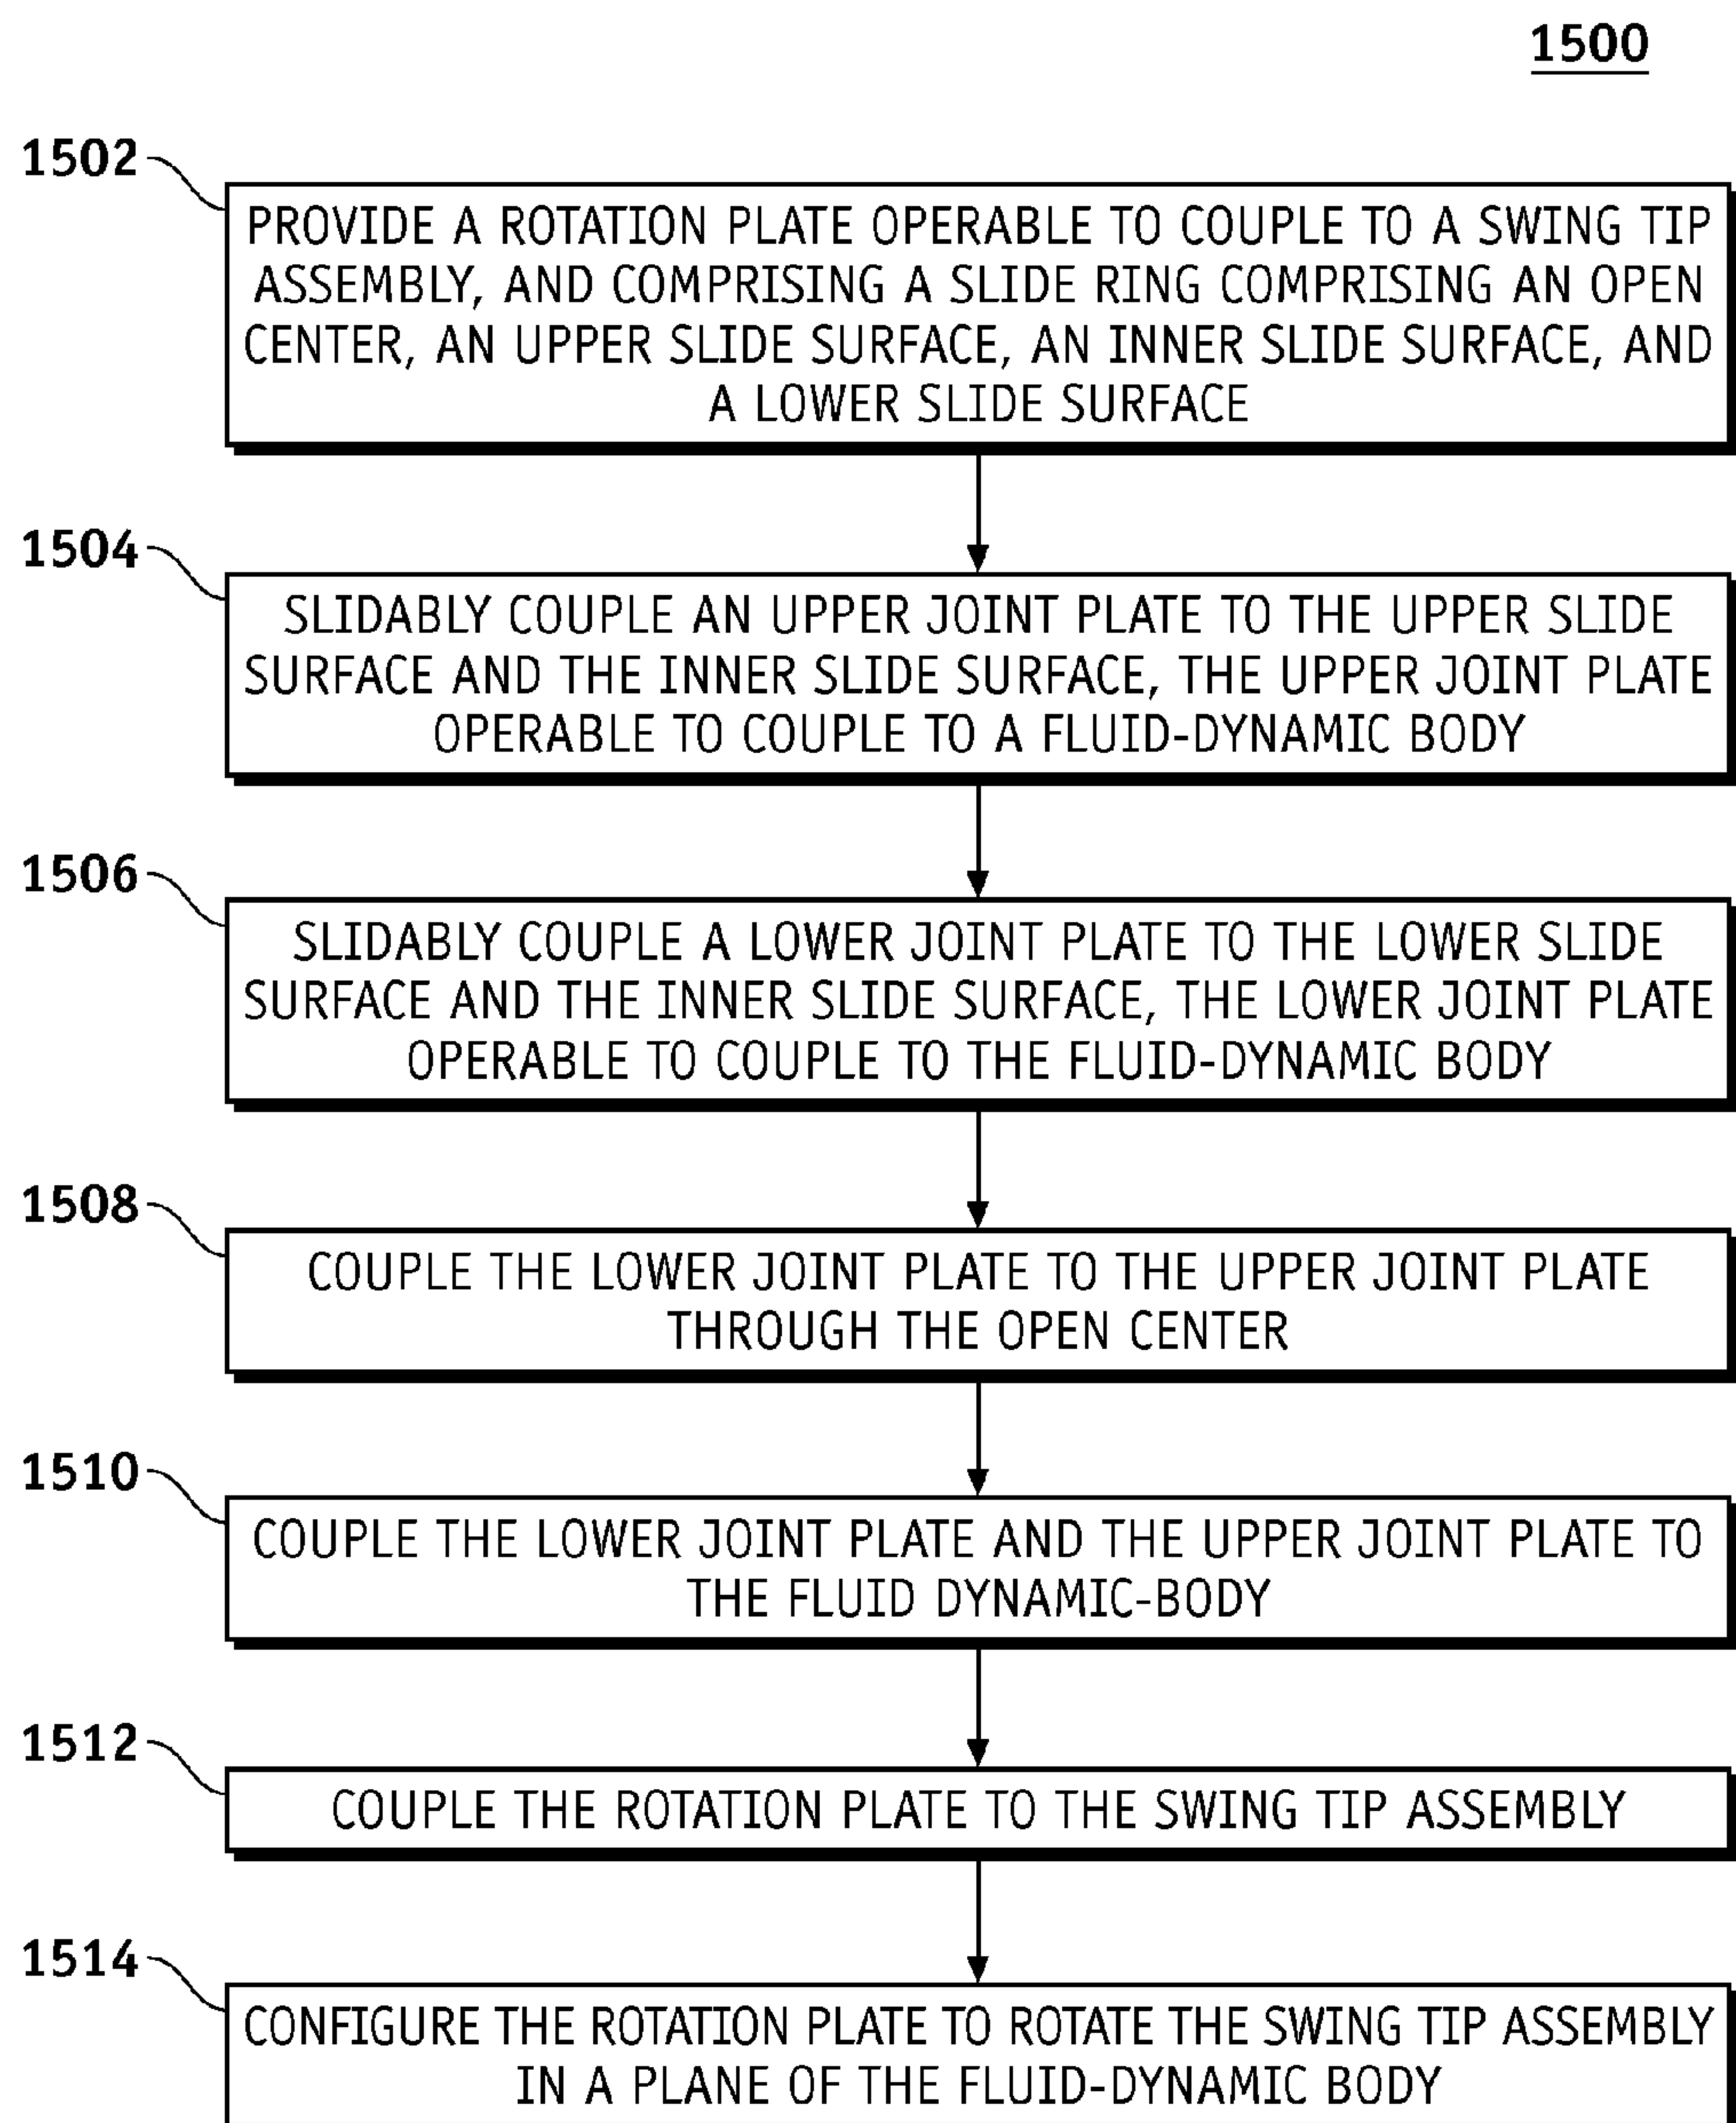 1500
1502
PROVIDE A ROTATION PLATE OPERABLE TO COUPLE TO A SWING TIP
ASSEMBLY, AND COMPRISING A SLIDE RING COMPRISING AN OPEN
CENTER, AN UPPER SLIDE SURFACE, AN INNER SLIDE SURFACE, AND
A LOWER SLIDE SURFACE
1504
SLIDABLY COUPLE AN UPPER JOINT PLATE TO THE UPPER SLIDE
SURFACE AND THE INNER SLIDE SURFACE, THE UPPER JOINT PLATE
OPERABLE TO COUPLE TO A FLUID-DYNAMIC BODY
1506
SLIDABLY COUPLE A LOWER JOINT PLATE TO THE LOWER SLIDE
SURFACE AND THE INNER SLIDE SURFACE, THE LOWER JOINT PLATE
OPERABLE TO COUPLE TO THE FLUID-DYNAMIC BODY
1508
COUPLE THE LOWER JOINT PLATE TO THE UPPER JOINT PLATE
THROUGH THE OPEN CENTER
1510
COUPLE THE LOWER JOINT PLATE AND THE UPPER JOINT PLATE TO
THE FLUID DYNAMIC-BODY
1512
COUPLE THE ROTATION PLATE TO THE SWING TIP ASSEMBLY
1514
CONFIGURE THE ROTATION PLATE TO ROTATE THE SWING TIP ASSEMBLY
IN A PLANE OF THE FLUID-DYNAMIC BODY